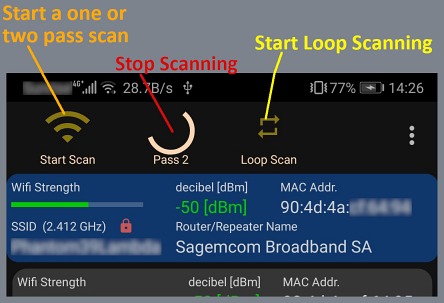 Start a one or
two pass scan
Stop Scanning
Start Loop Scanning
4G+ 28.7B/s 77% 14:26
Start Scan
Pass 2
Loop Scan
Wifi Strength
decibel [dBm]
MAC Addr.
-50 [dBm]
90:4d:4a:
SSID (2.412 GHz)
Router/Repeater Name
Sagemcom Broadband SA
Wifi Strength
decibel [dBm]
MAC Addr.